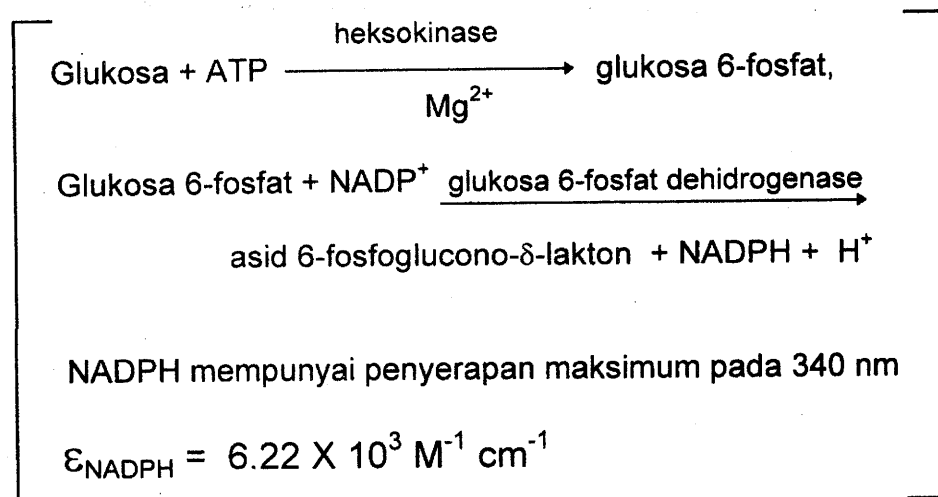 heksokinase
Glukosa + ATP → glukosa 6-fosfat,
Mg²⁺
Glukosa 6-fosfat + NADP⁺ glukosa 6-fosfat dehidrogenase
asid 6-fosfoglucono-δ-lakton + NADPH + H⁺
NADPH mempunyai penyerapan maksimum pada 340 nm
ε_NADPH = 6.22 X 10³ M⁻¹ cm⁻¹